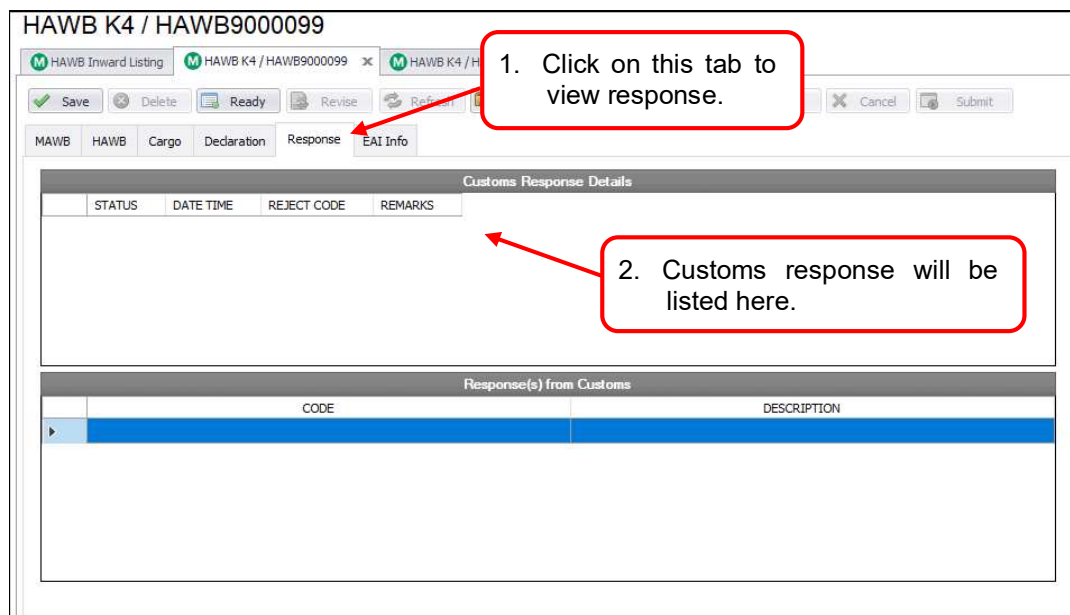 HAWB K4 / HAWB9000099
HAWB Inward Listing HAWB K4 / HAWB9000099 HAWB K4 / H
1. Click on this tab to
view response.
Save Delete Ready Revise Refresh Cancel Submit
MAWB HAWB Cargo Declaration Response EAI Info
Customs Response Details
STATUS DATE TIME REJECT CODE REMARKS
2. Customs response will be
listed here.
Response(s) from Customs
CODE DESCRIPTION